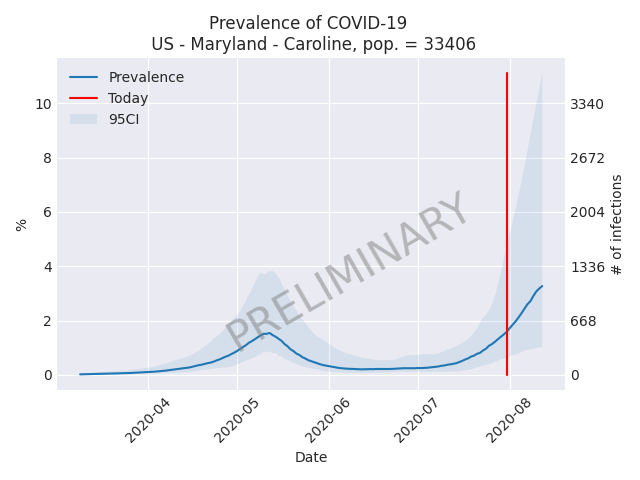 Prevalence of COVID-19
US - Maryland - Caroline, pop. = 33406
Prevalence
Today
95CI
10
8
6
4
2
0
%
3340
2672
2004
1336
668
0
# of infections
PRELIMINARY
2020-04
2020-05
2020-06
2020-07
2020-08
Date